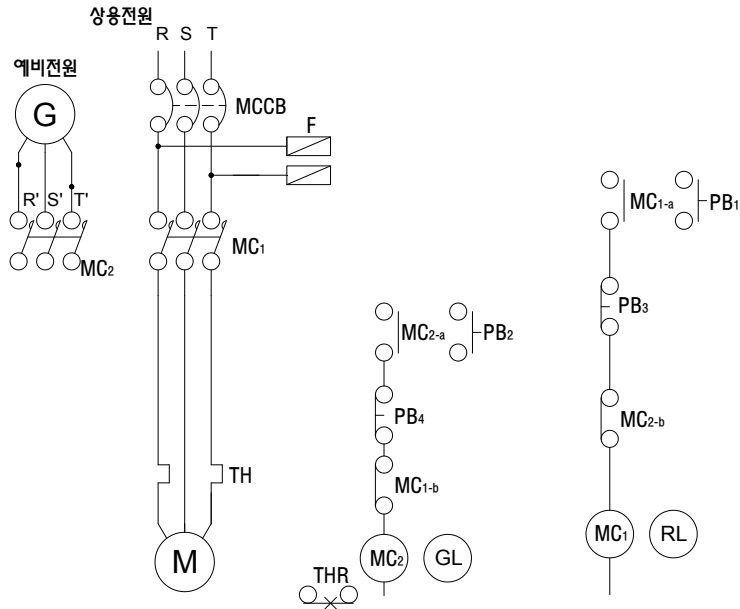 상용전원
R S T
예비전원
G
MCCB
F
R' S' T'
MC2
MC1
MC1-a
PB1
PB3
MC2-a
PB2
PB4
MC2-b
MC1-b
TH
M
MC2
GL
MC1
RL
THR